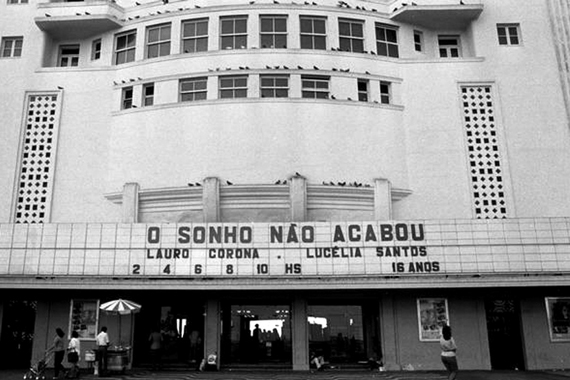 O SONHO NÃO ACABOU
LAURO CORONA . LUCÉLIA SANTOS
2 4 6 8 10 HS 16 ANOS